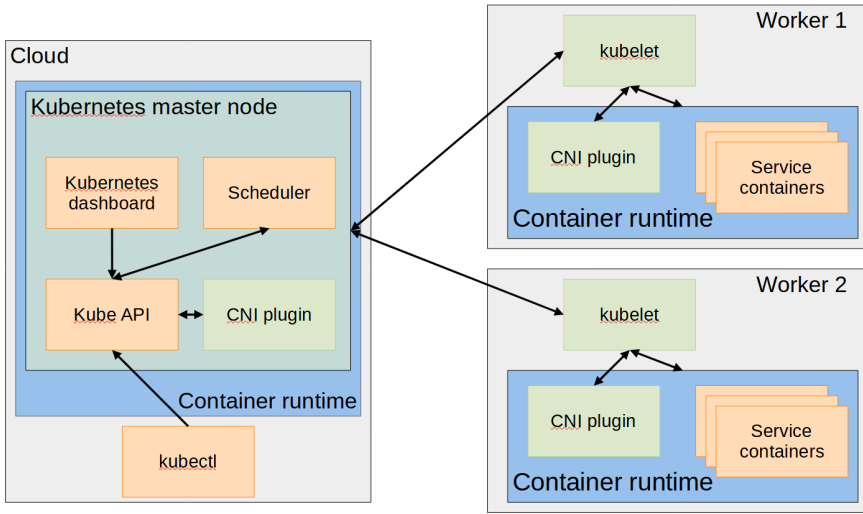 Cloud
Kubernetes master node
Kubernetes
dashboard
Scheduler
Kube API
CNI plugin
Container runtime
kubectl
Worker 1
kubelet
CNI plugin
Service
containers
Container runtime
Worker 2
kubelet
CNI plugin
Service
containers
Container runtime